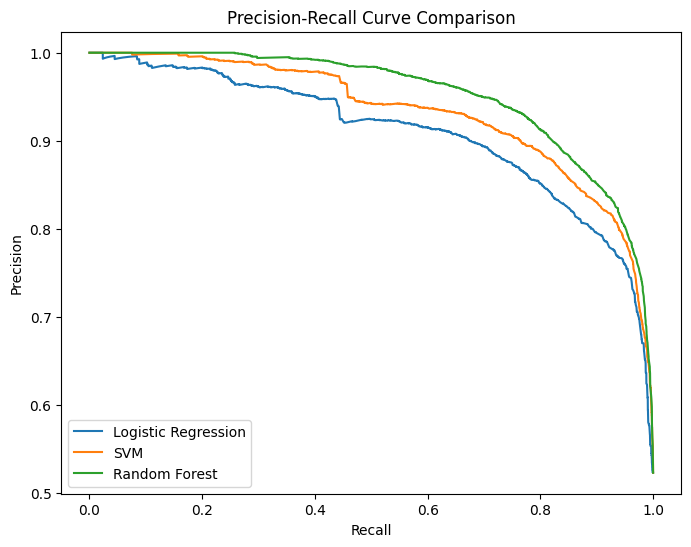 Precision-Recall Curve Comparison
1.0
0.9
0.8
0.7
0.6
0.5
Precision
Logistic Regression
SVM
Random Forest
0.0 0.2 0.4 0.6 0.8 1.0
Recall